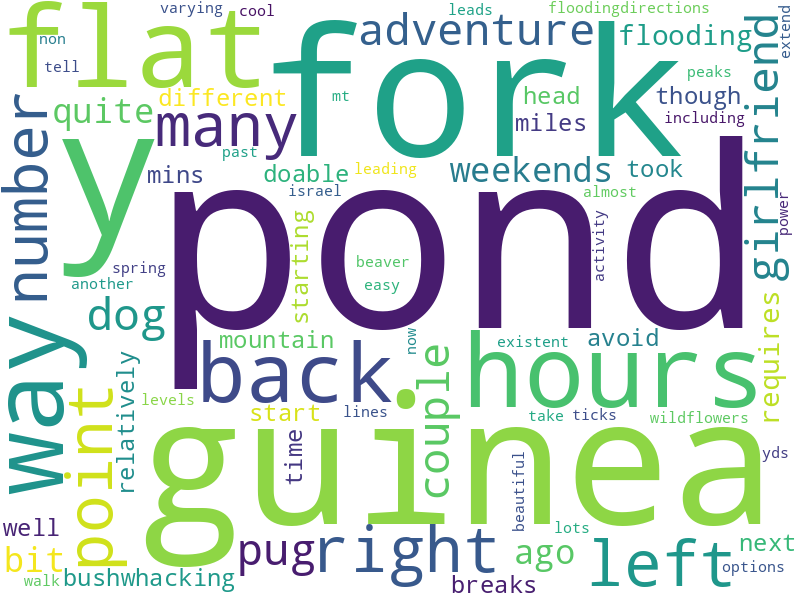 varying
cool
leads
floodingdirections
non
tell
flat
fork
adventure
flooding
girlfriend
extend
peaks
quite
different
many
mt
head
miles
though
including
number
y
past
mins
doable
leading
weekends
took
israel
almost
power
pond
spring
another
dog
starting
beaver
easy
activity
requires
way
mountain
now
existent
avoid
back
hours
relatively
levels
start
lines
couple
take
ticks
wildflowers
point
guinea
time
beautiful
yds
well
bit
pug
right
ago
lots
left
next
options
walk
bushwhacking
breaks